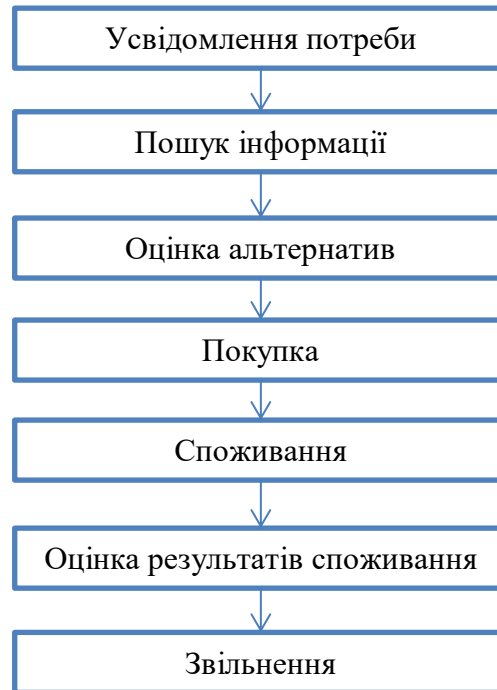 Усвідомлення потреби
Пошук інформації
Оцінка альтернатив
Покупка
Споживання
Оцінка результатів споживання
Звільнення